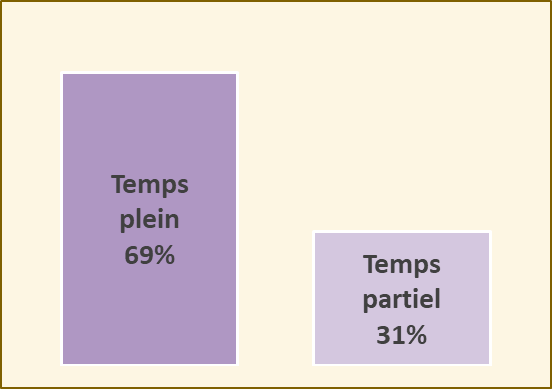 Temps
plein
69%
Temps
partiel
31%